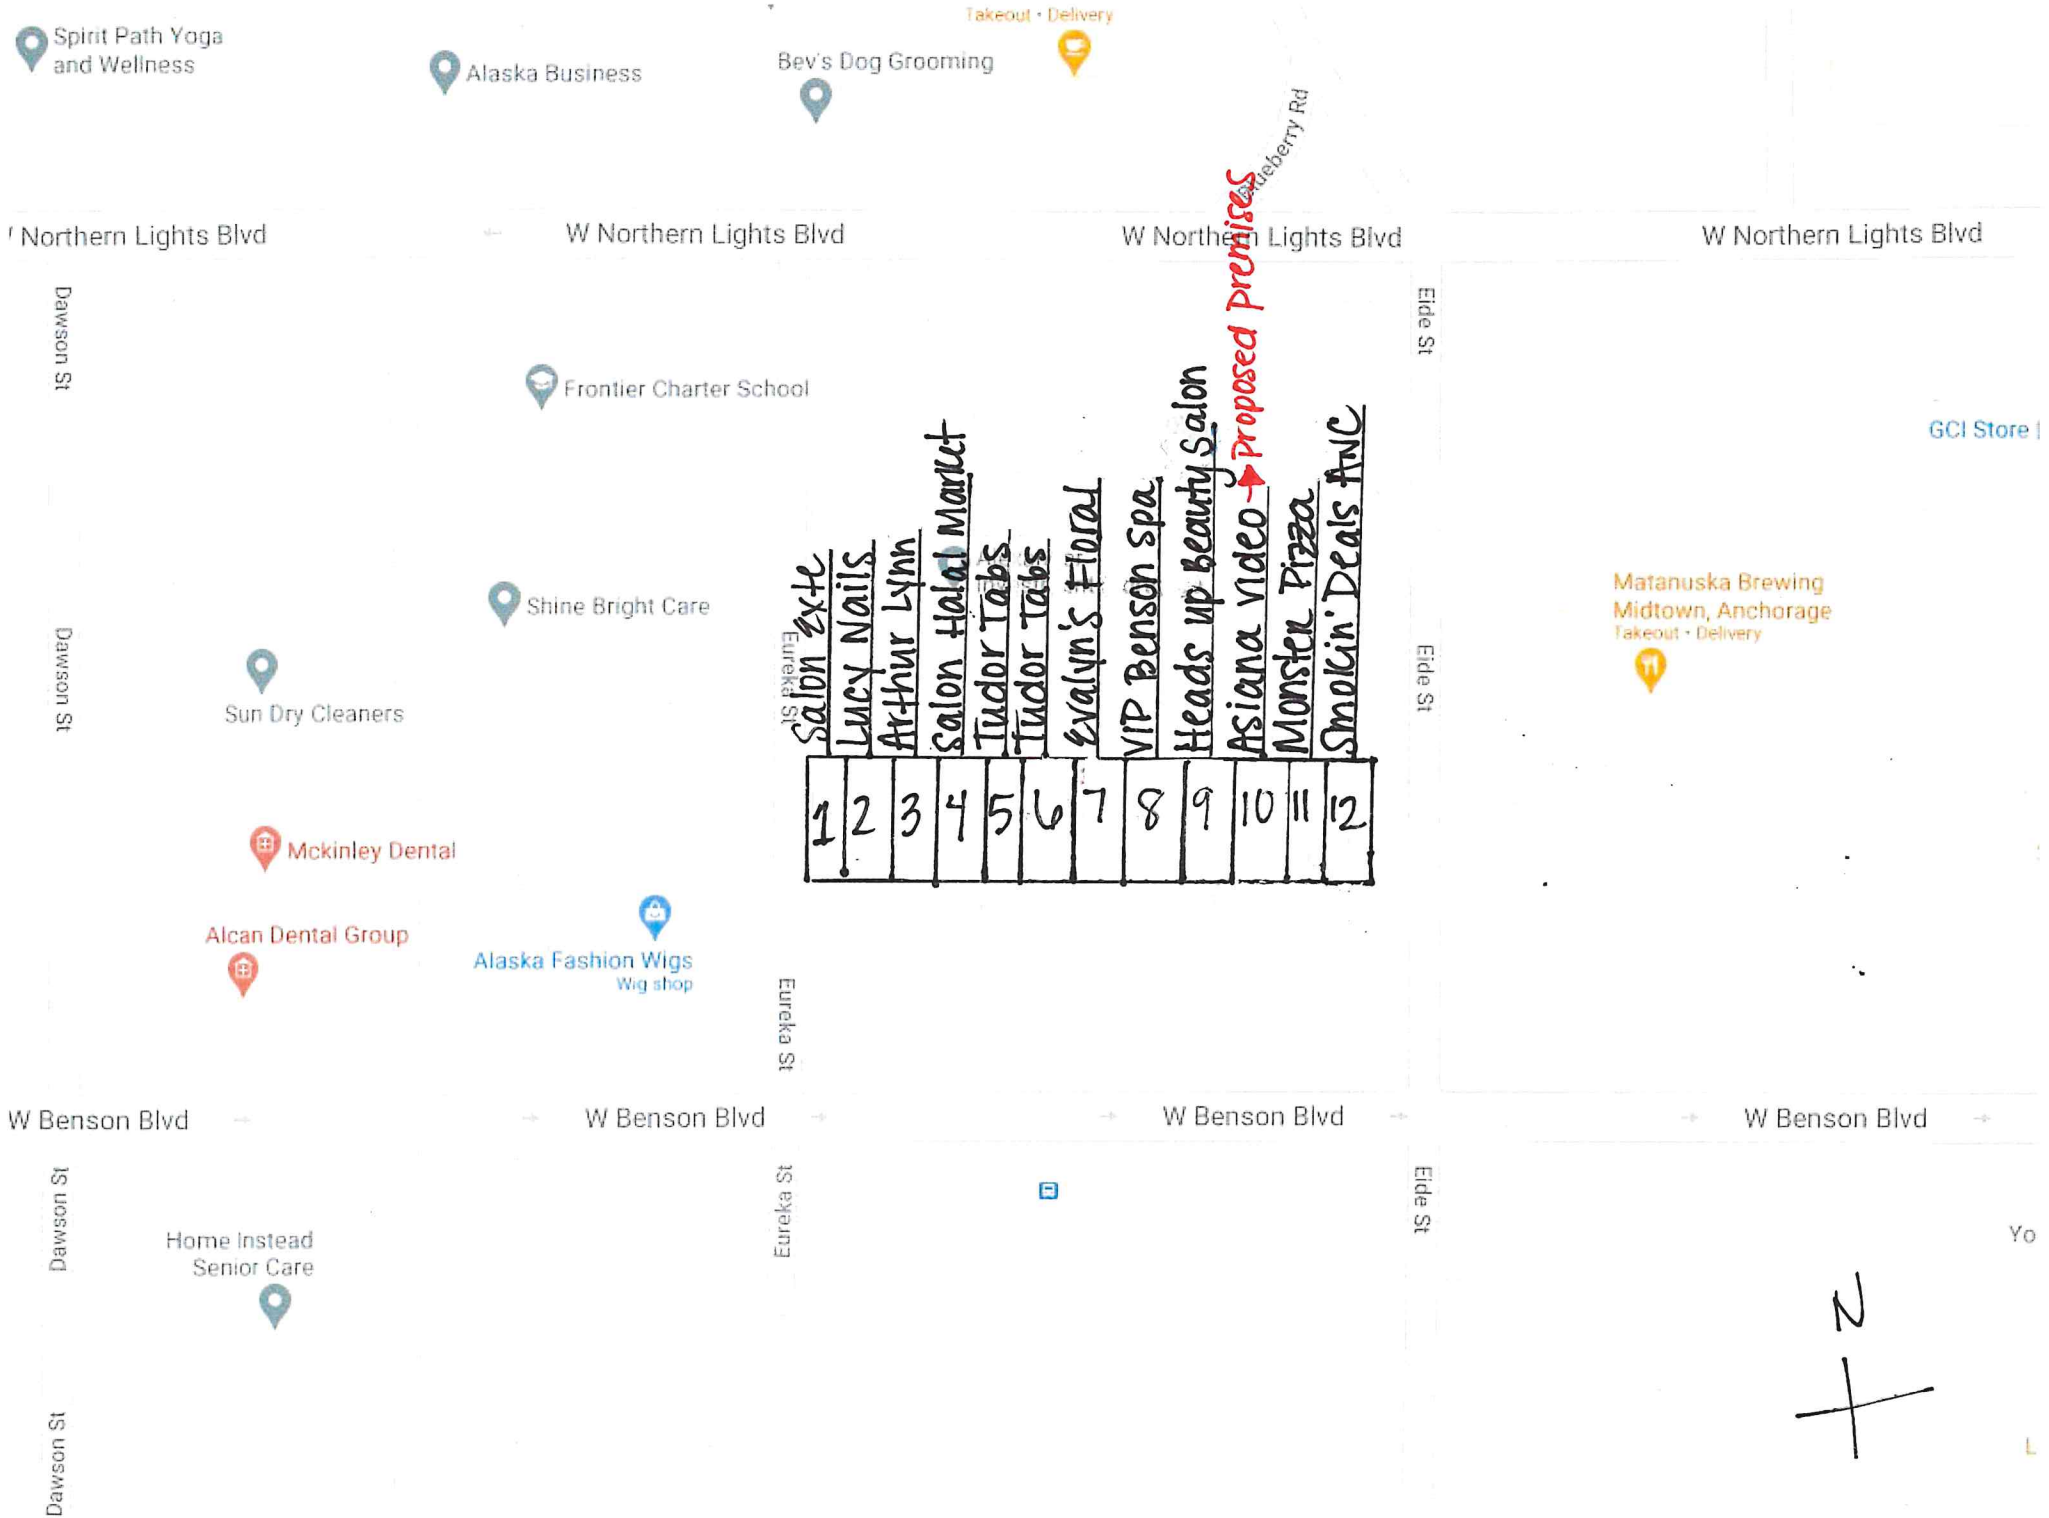 Takeout • Delivery
Spirit Path Yoga
and Wellness
Alaska Business
Bev's Dog Grooming
Blueberry Rd
Northern Lights Blvd
W Northern Lights Blvd
W Northern Lights Blvd
W Northern Lights Blvd
Dawson St
Eide St
Frontier Charter School
GCI Store
Proposed premises
Salon Exte
Lucy Nails
Arthur Lynn
Salon Halal Market
Tudor Tabs
Tudor Tabs
Evalyn's Floral
VIP Benson Spa
Heads up Beauty Salon
Asiana Video
Monster Pizza
Smokin' Deals ANC
Shine Bright Care
Matanuska Brewing
Midtown, Anchorage
Takeout • Delivery
Dawson St
Eureka St
Eide St
Sun Dry Cleaners
1 2 3 4 5 6 7 8 9 10 11 12
Mckinley Dental
Alcan Dental Group
Alaska Fashion Wigs
Wig shop
Eureka St
W Benson Blvd
W Benson Blvd
W Benson Blvd
W Benson Blvd
Dawson St
Eureka St
Eide St
Home Instead
Senior Care
Yo
N
Dawson St
L